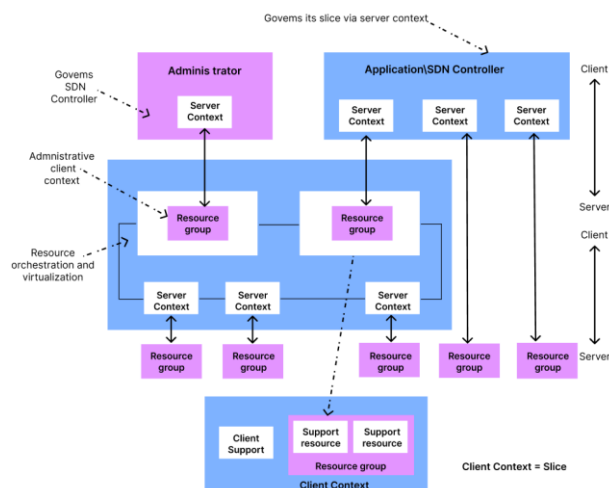 Governs its slice via server context
Adminis trator
Application\SDN Controller
Client
Governs
SDN
Controller
Server
Context
Server
Context
Server
Context
Server
Context
Admnistrative
client
context
Server
Resource
group
Resource
group
Client
Resource
orchestration and
virtualization
Server
Context
Server
Context
Server
Context
Resource
group
Resource
group
Resource
group
Resource
group
Resource
group
Server
Client
Support
Support
resource
Support
resource
Resource group
Client Context
Client Context = Slice